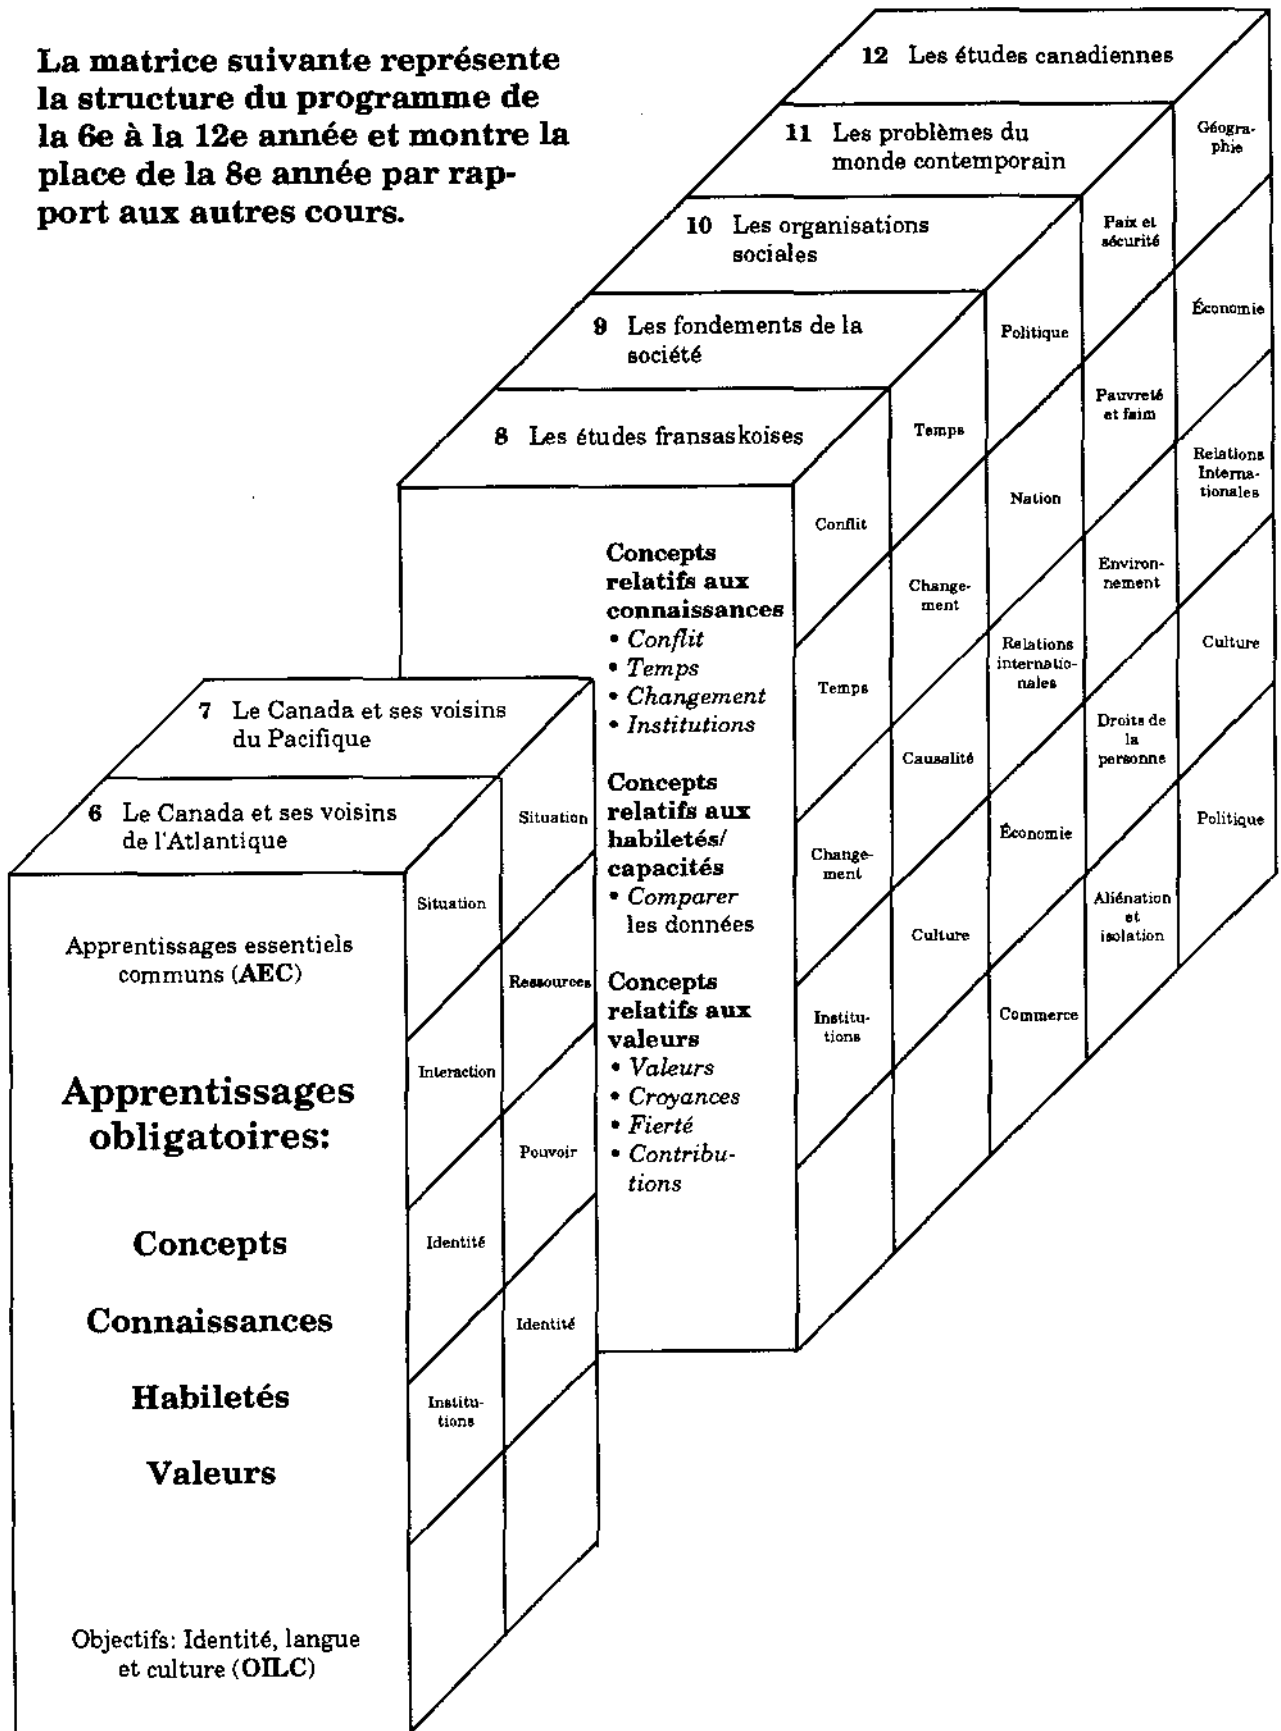 La matrice suivante représente
la structure du programme de
la 6e à la 12e année et montre la
place de la 8e année par rap-
port aux autres cours.
12 Les études canadiennes
11 Les problèmes du
monde contemporain
10 Les organisations
sociales
9 Les fondements de la
société
8 Les études fransaskoises
7 Le Canada et ses voisins
du Pacifique
6 Le Canada et ses voisins
de l'Atlantique
Apprentissages essentiels
communs (AEC)
Apprentissages
obligatoires:
Concepts
Connaissances
Habiletés
Valeurs
Objectifs: Identité, langue
et culture (OILC)
Situation
Interaction
Identité
Institu-
tions
Situation
Ressources
Pouvoir
Identité
Concepts
relatifs aux
connaissances
• Conflit
• Temps
• Changement
• Institutions
Concepts
relatifs aux
habiletés/
capacités
• Comparer
les données
Concepts
relatifs aux
valeurs
• Valeurs
• Croyances
• Fierté
• Contribu-
tions
Conflit
Temps
Change-
ment
Institu-
tions
Temps
Change-
ment
Causalité
Culture
Politique
Nation
Relations
internatio-
nales
Économie
Commerce
Paix et
sécurité
Pauvreté
et faim
Environ-
nement
Droits de
la
personne
Aliénation
et
isolation
Géogra-
phie
Économie
Relations
Interna-
tionales
Culture
Politique